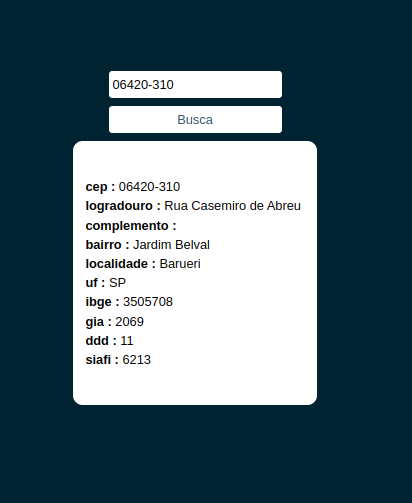 06420-310
Busca
cep : 06420-310
logradouro : Rua Casemiro de Abreu
complemento :
bairro : Jardim Belval
localidade : Barueri
uf : SP
ibge : 3505708
gia : 2069
ddd : 11
siafi : 6213